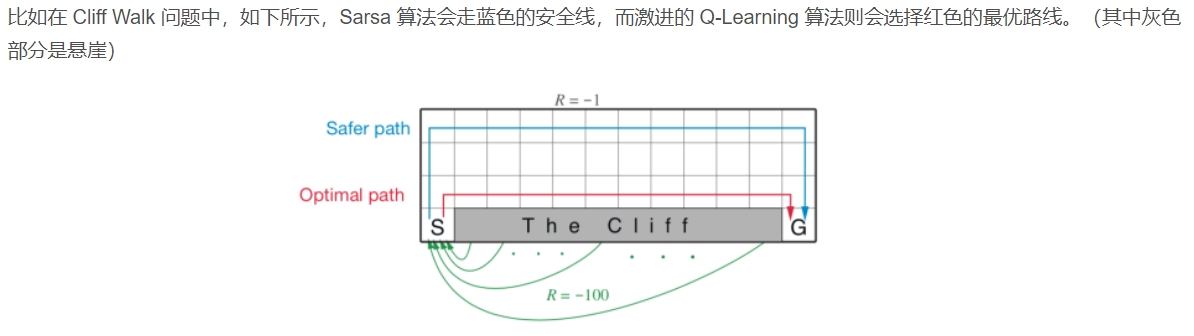 比如在 Cliff Walk 问题中，如下所示，Sarsa 算法会走蓝色的安全线，而激进的 Q-Learning 算法则会选择红色的最优路线。（其中灰色
部分是悬崖）
R = −1
Safer path
Optimal path
S
The Cliff
G
R = −100